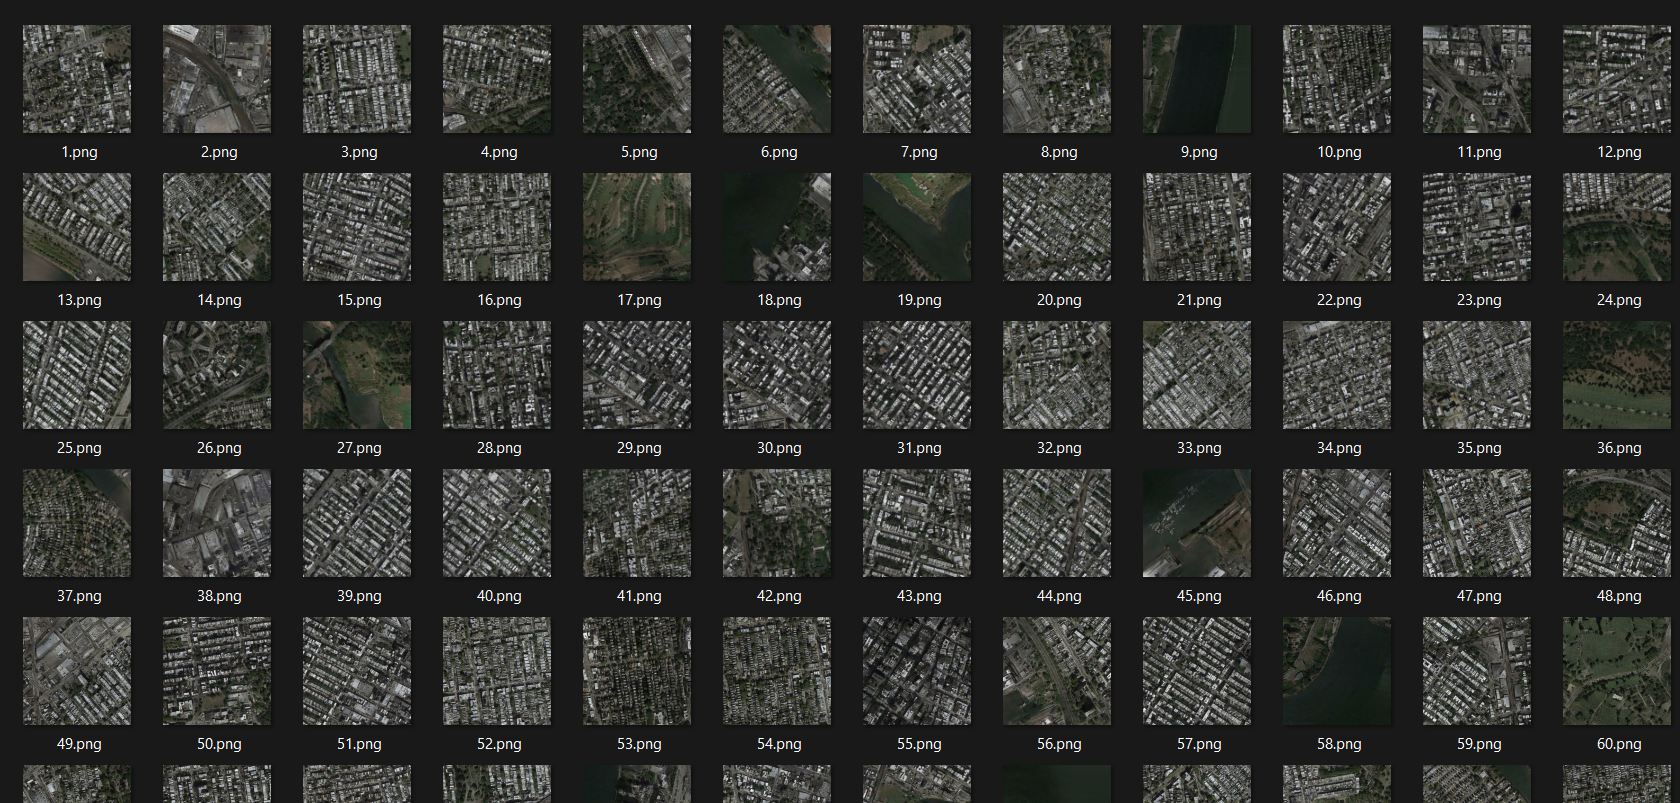 1.png 2.png 3.png 4.png 5.png 6.png 7.png 8.png 9.png 10.png 11.png 12.png
13.png 14.png 15.png 16.png 17.png 18.png 19.png 20.png 21.png 22.png 23.png 24.png
25.png 26.png 27.png 28.png 29.png 30.png 31.png 32.png 33.png 34.png 35.png 36.png
37.png 38.png 39.png 40.png 41.png 42.png 43.png 44.png 45.png 46.png 47.png 48.png
49.png 50.png 51.png 52.png 53.png 54.png 55.png 56.png 57.png 58.png 59.png 60.png